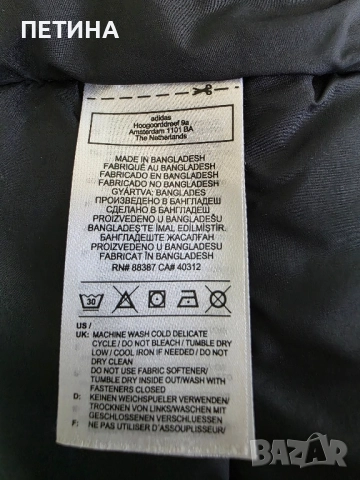 ПЕТИНА
adidas
Hoogoorddreef 9a
Amsterdam 1101 BA
The Netherlands
MADE IN BANGLADESH
FABRIQUÉ AU BANGLADESH
FABRICADO EN BANGLADESH
FABRICADO NO BANGLADESH
GYÁRTVA: BANGLADES
ПРОИЗВЕДЕНО В БАНГЛАДЕШ
СДЕЛАНО В БАНГЛАДЕШ
PROIZVEDENO U BANGLADEŠU
BANGLADEŞ'TE İMAL EDİLMİŞTİR.
БАНГЛАДЕШТЕ ЖАСАЛҒАН
PROIZVEDENO U BANGLADEŠU
FABRICAT ÎN BANGLADESH
RN# 88387 CA# 40312
30
US /
UK: MACHINE WASH COLD DELICATE
CYCLE / DO NOT BLEACH / TUMBLE DRY
LOW / COOL IRON IF NEEDED / DO NOT
DRY CLEAN
DO NOT USE FABRIC SOFTENER/
TUMBLE DRY INSIDE OUT/WASH WITH
FASTENERS CLOSED
D: KEINEN WEICHSPUELER VERWENDEN/
TROCKNEN VON LINKS/WASCHEN MIT
GESCHLOSSENEN VERSCHLUSSEN
F: NE PAS UTILISER D'ASSOUPLISSEUR/
BAZAR